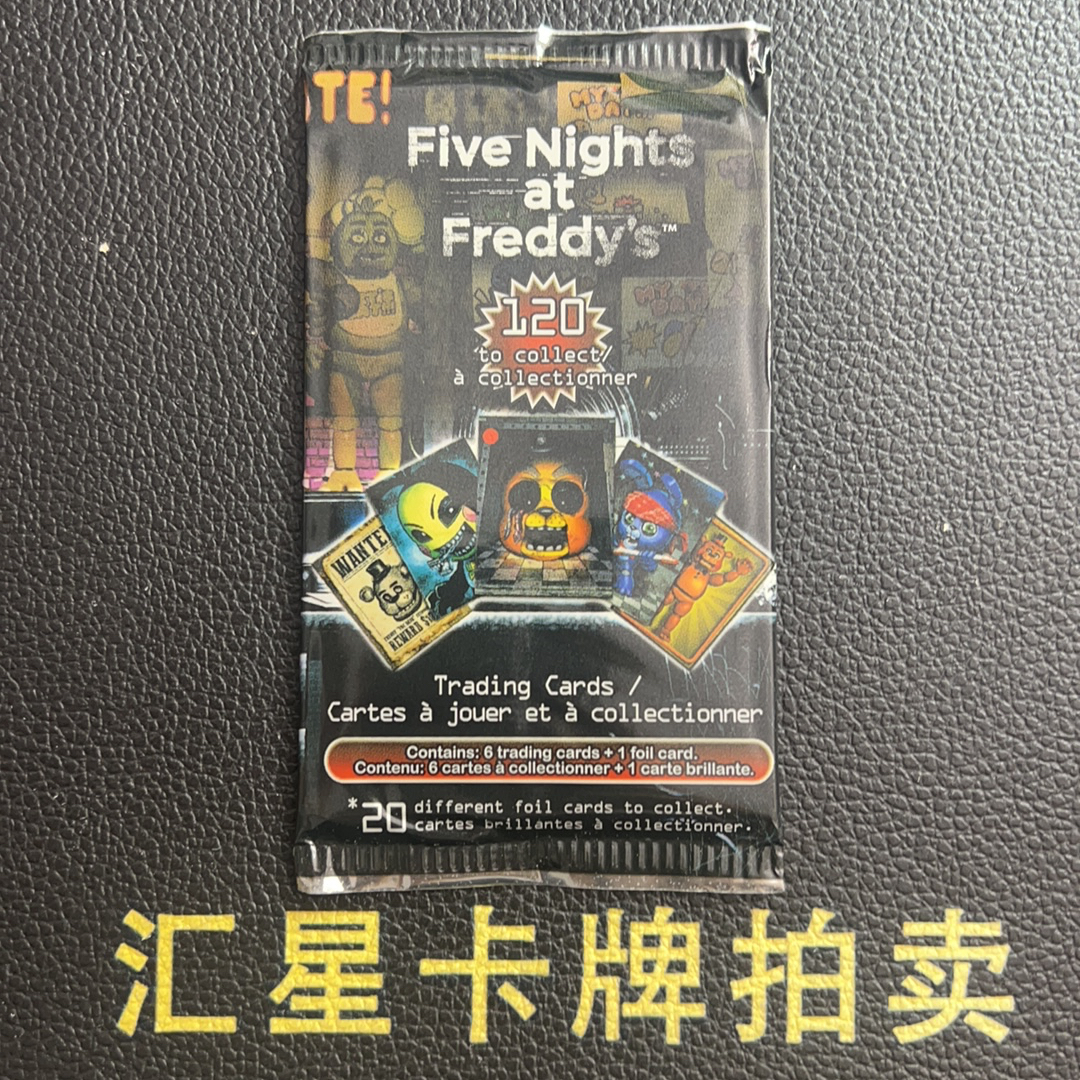 TE!
Five Nights
at
Freddy's™
120
to collect/
à collectionner
WANTE
REWARD
Trading Cards /
Cartes à jouer et à collectionner
Contains: 6 trading cards + 1 foil card.
Contenu: 6 cartes à collectionner + 1 carte brillante.
*20 different foil cards to collect.
cartes brillantes à collectionner.
汇星卡牌拍卖